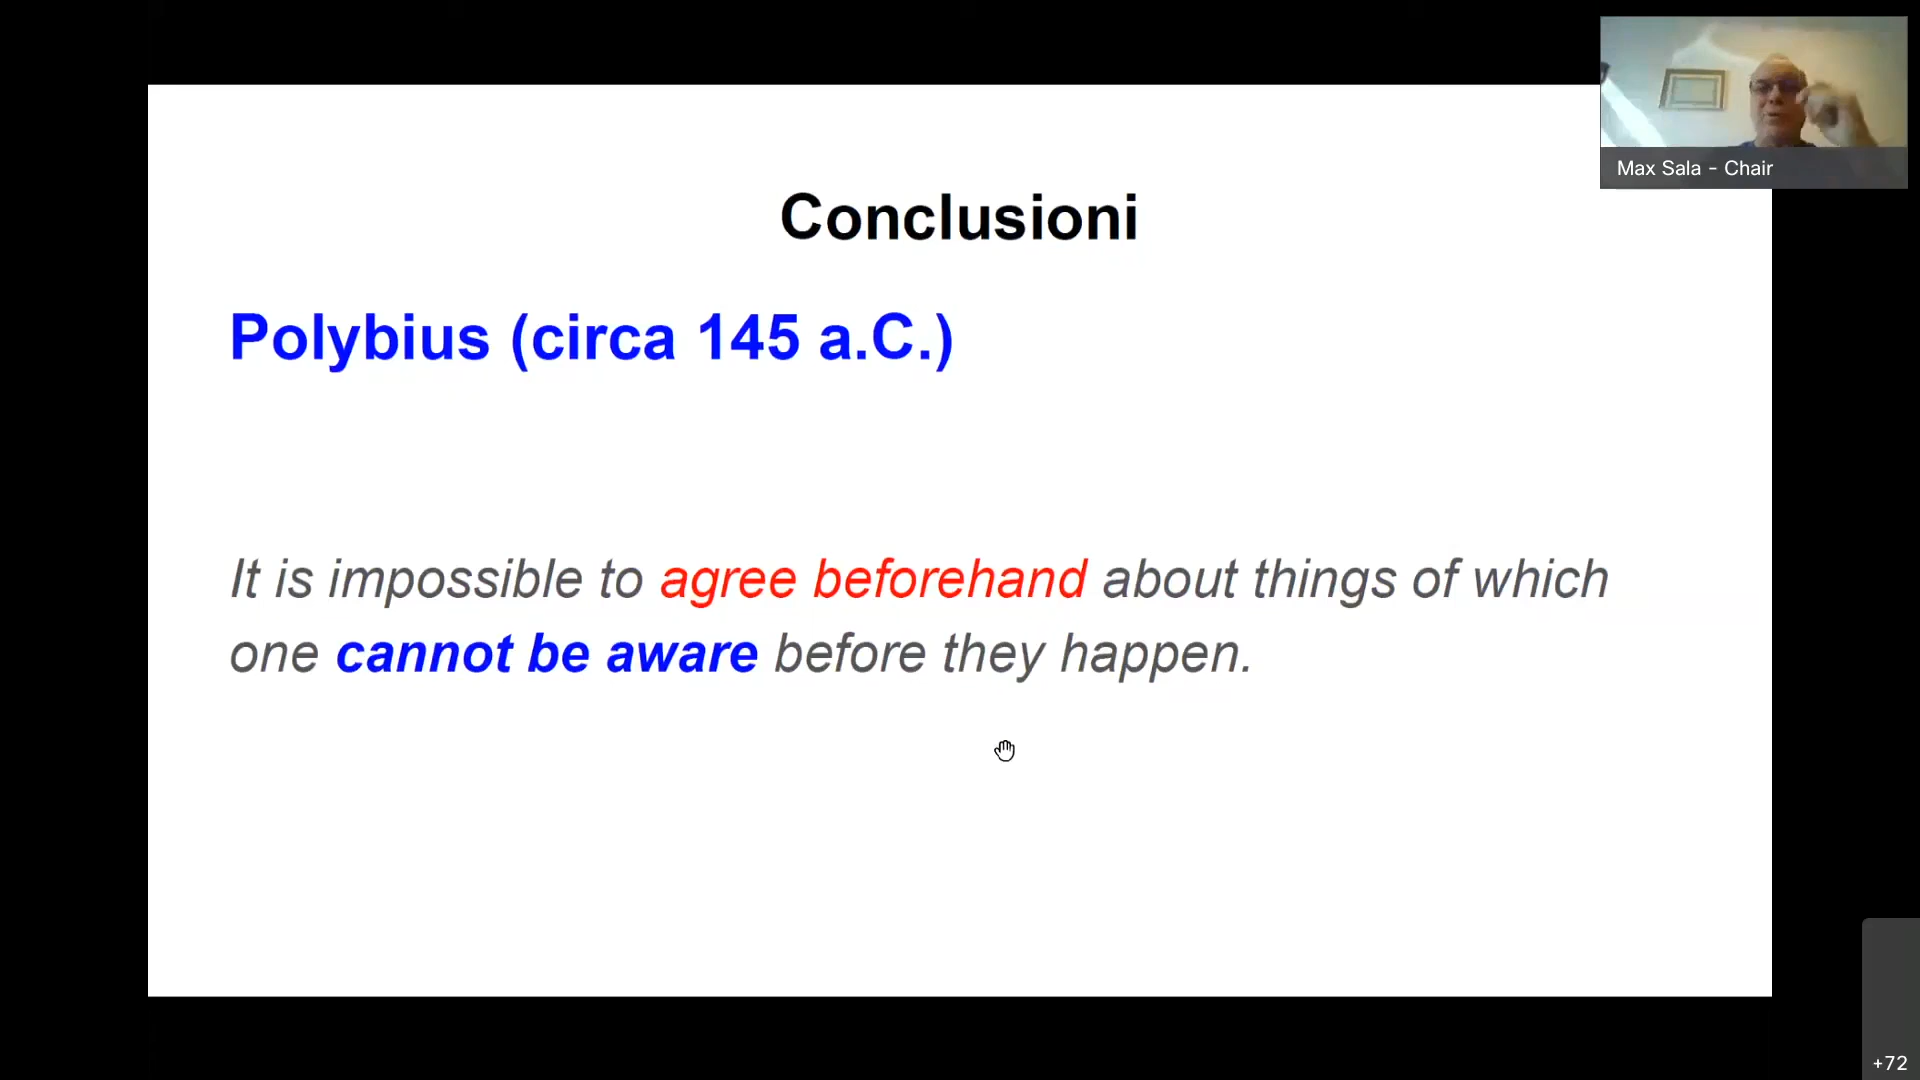 Max Sala - Chair
Conclusioni
Polybius (circa 145 a.C.)
It is impossible to agree beforehand about things of which
one cannot be aware before they happen.
+72